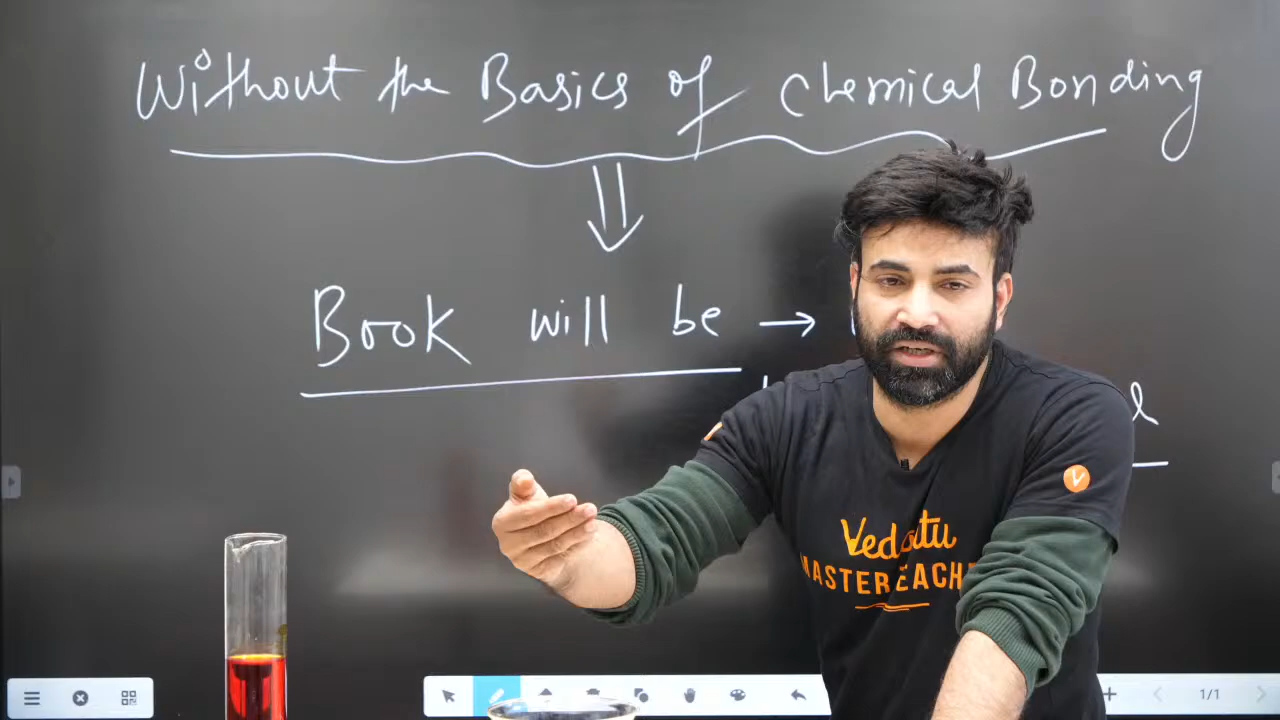 Without the Basics of Chemical Bonding
Book will be →
Vedantu
MASTERTEACHER
V
1/1